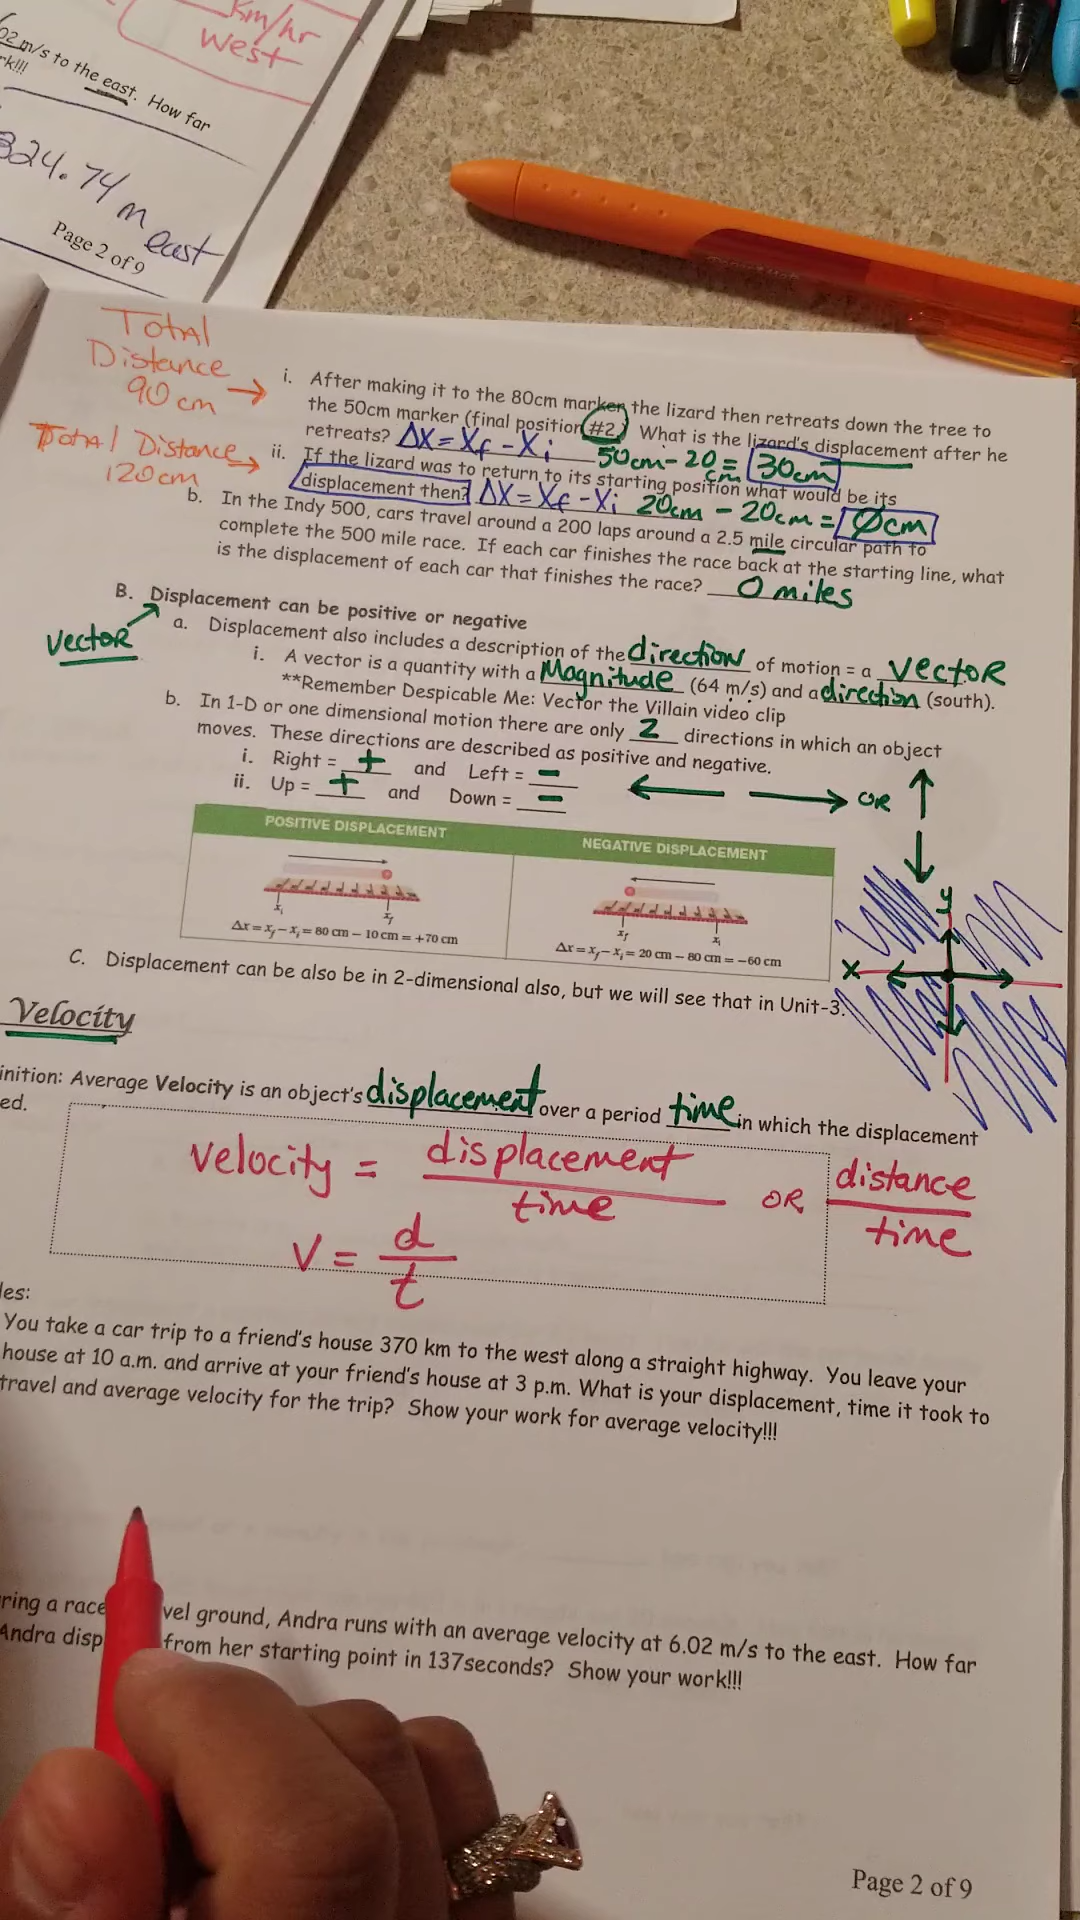 Km/hr
West
02 m/s to the east. How far
rk!!!
324.74 m
east
Page 2 of 9
Total
Distance
90 cm →
i. After making it to the 80cm marker, the lizard then retreats down the tree to
the 50cm marker (final position #2.) What is the lizard's displacement after he
retreats? ΔX = Xf - Xi 50cm - 20 cm = 30cm
Total Distance →
120 cm
ii. If the lizard was to return to its starting position what would be its
displacement then? ΔX = Xf - Xi 20cm - 20cm = 0cm
b. In the Indy 500, cars travel around a 200 laps around a 2.5 mile circular path to
complete the 500 mile race. If each car finishes the race back at the starting line, what
is the displacement of each car that finishes the race? 0 miles
B. Displacement can be positive or negative
vector
a. Displacement also includes a description of the direction of motion = a vector
i. A vector is a quantity with a Magnitude (64 m/s) and a direction (south).
**Remember Despicable Me: Vector the Villain video clip
b. In 1-D or one dimensional motion there are only 2 directions in which an object
moves. These directions are described as positive and negative.
i. Right = + and Left = -
ii. Up = + and Down = -
← → OR ↑ ↓
POSITIVE DISPLACEMENT NEGATIVE DISPLACEMENT
xi xf xf xi
Δx = xf - xi = 80 cm - 10 cm = +70 cm
Δx = xf - xi = 20 cm - 80 cm = -60 cm
y
x
C. Displacement can be also be in 2-dimensional also, but we will see that in Unit-3.
Velocity
inition: Average Velocity is an object's displacement over a period time in which the displacement
ed.
velocity = displacement / time OR distance / time
V = d / t
les:
You take a car trip to a friend's house 370 km to the west along a straight highway. You leave your
house at 10 a.m. and arrive at your friend's house at 3 p.m. What is your displacement, time it took to
travel and average velocity for the trip? Show your work for average velocity!!!
ring a race vel ground, Andra runs with an average velocity at 6.02 m/s to the east. How far
Andra disp from her starting point in 137seconds? Show your work!!!
Page 2 of 9